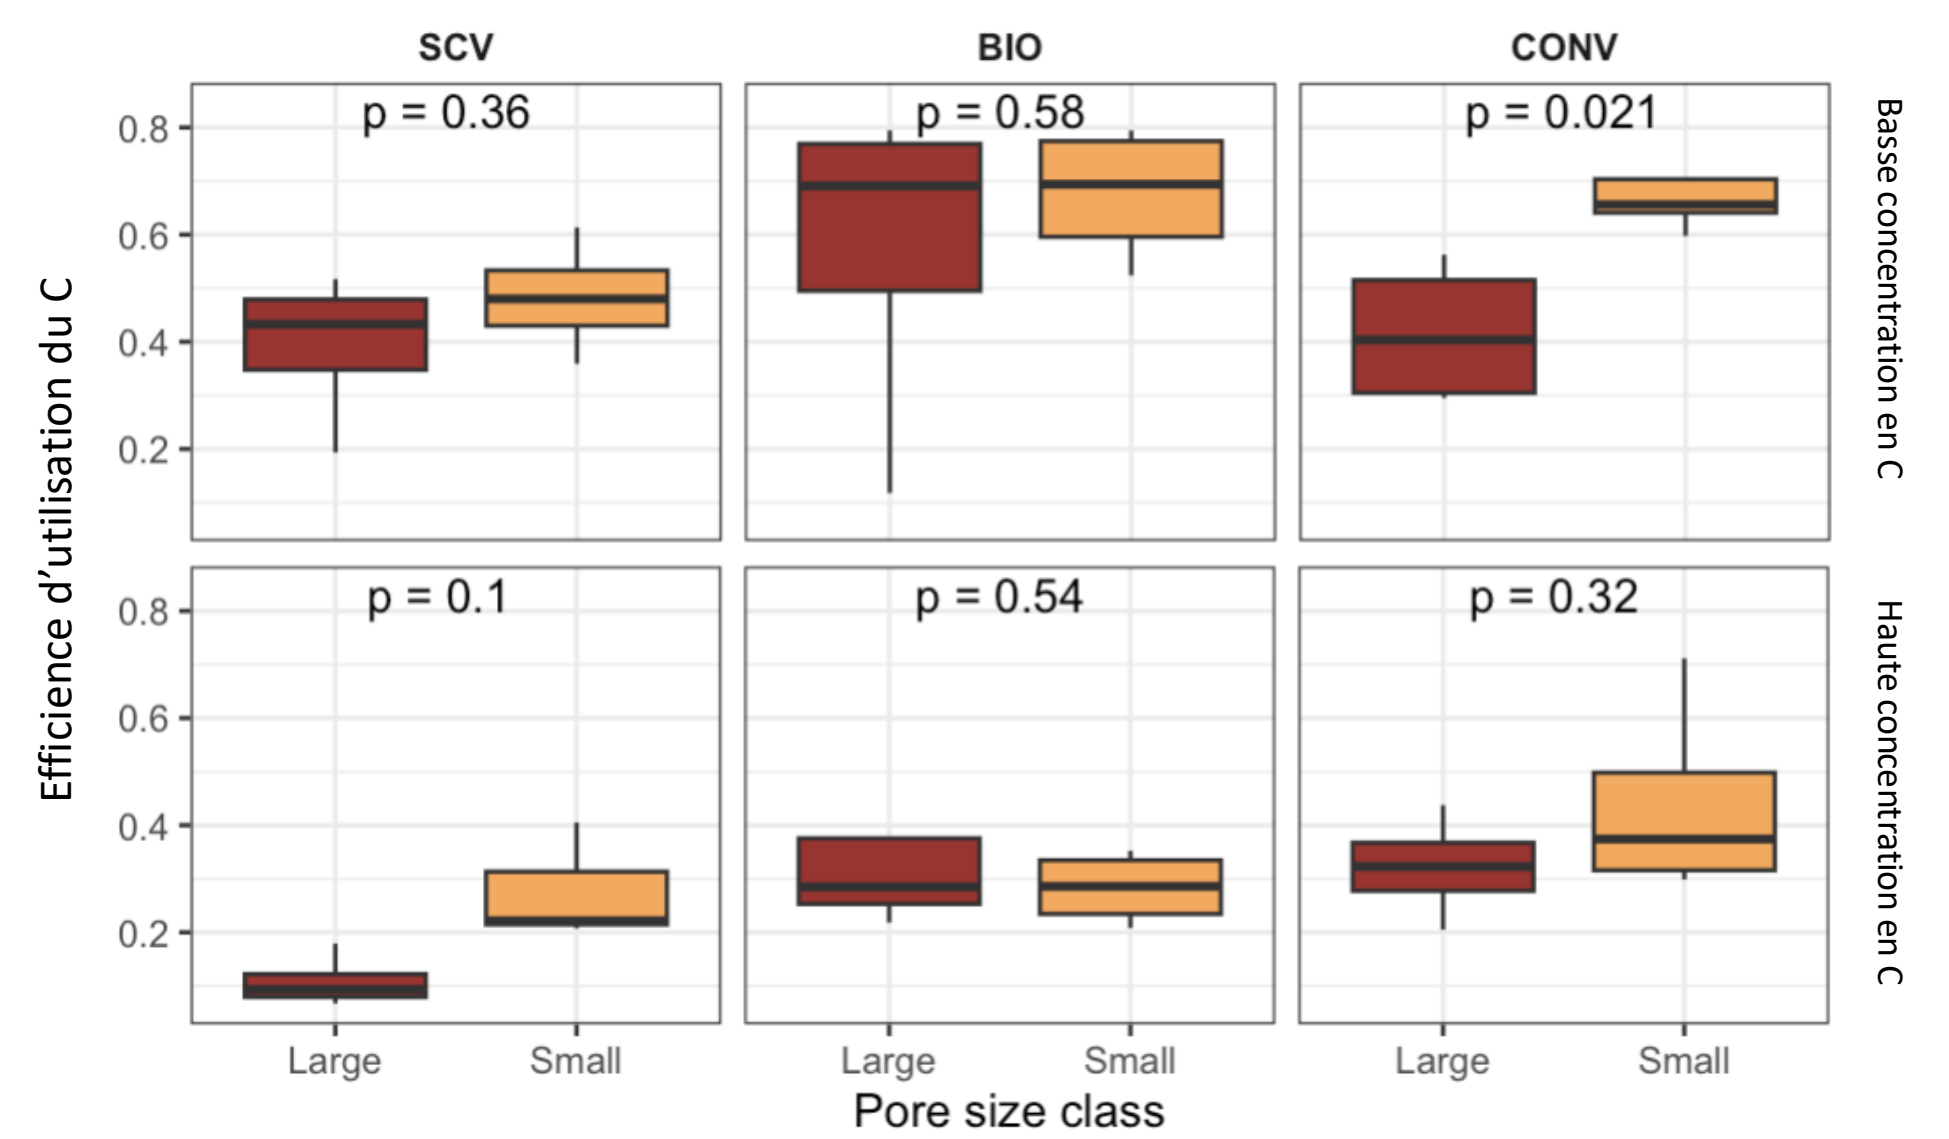 SCV BIO CONV
p = 0.36 p = 0.58 p = 0.021
0.8
0.6
0.4
0.2
Basse concentration en C
Efficience d'utilisation du C
p = 0.1 p = 0.54 p = 0.32
0.8
0.6
0.4
0.2
Haute concentration en C
Large Small Large Small Large Small
Pore size class